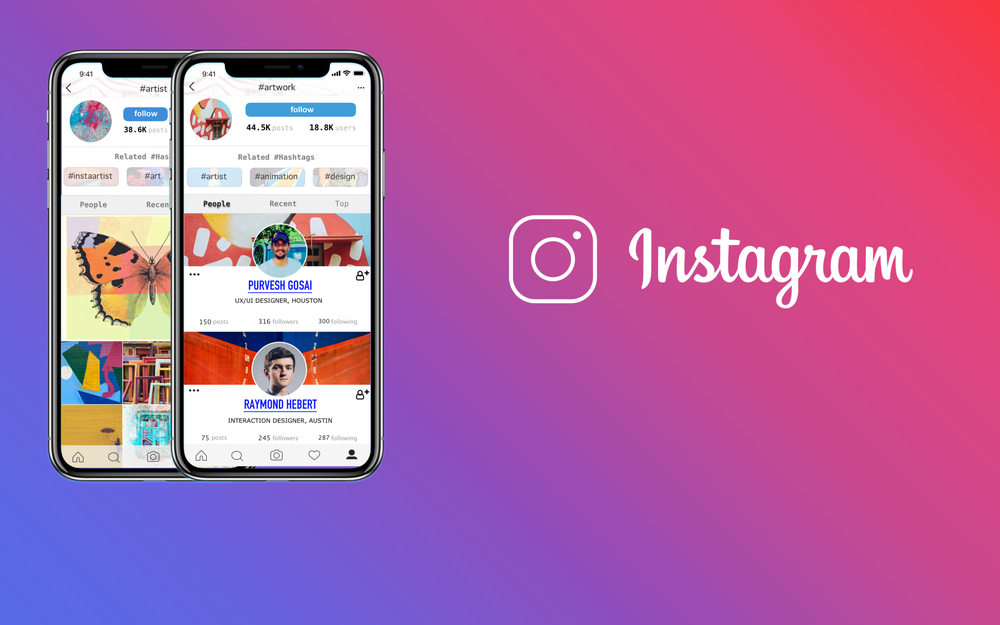 9:41
#artist
follow
38.6K posts
Related #Has
#instaartist
#art
People
Recen
9:41
#artwork
follow
44.5K posts
18.8K users
Related #Hashtags
#artist
#animation
#design
People
Recent
Top
PURVESH GOSAI
UX/UI DESIGNER, HOUSTON
150 posts
316 followers
300 following
RAYMOND HEBERT
INTERACTION DESIGNER, AUSTIN
75 posts
245 followers
287 following
Instagram